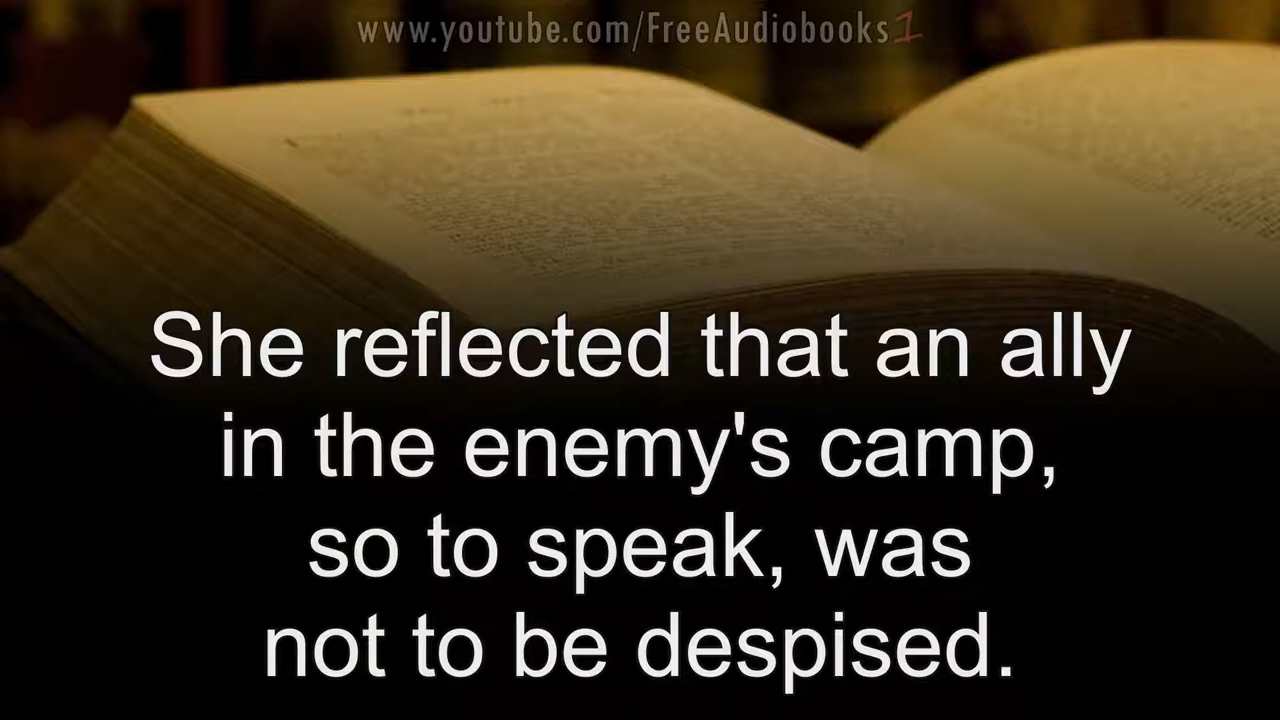 www.youtube.com/FreeAudiobooks1
She reflected that an ally
in the enemy's camp,
so to speak, was
not to be despised.